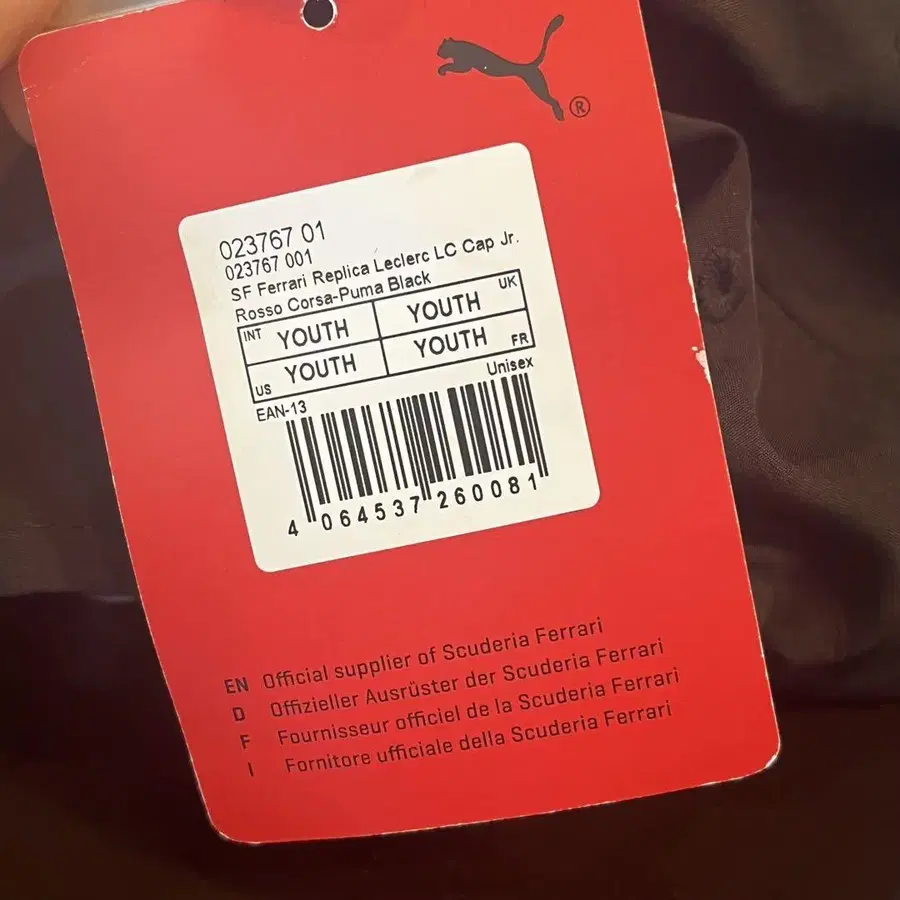 ®
023767 01
023767 001
SF Ferrari Replica Leclerc LC Cap Jr.
Rosso Corsa-Puma Black
INT YOUTH YOUTH UK
US YOUTH YOUTH FR
EAN-13 Unisex
4 064537 260081
EN Official supplier of Scuderia Ferrari
D Offizieller Ausrüster der Scuderia Ferrari
F Fournisseur officiel de la Scuderia Ferrari
I Fornitore ufficiale della Scuderia Ferrari